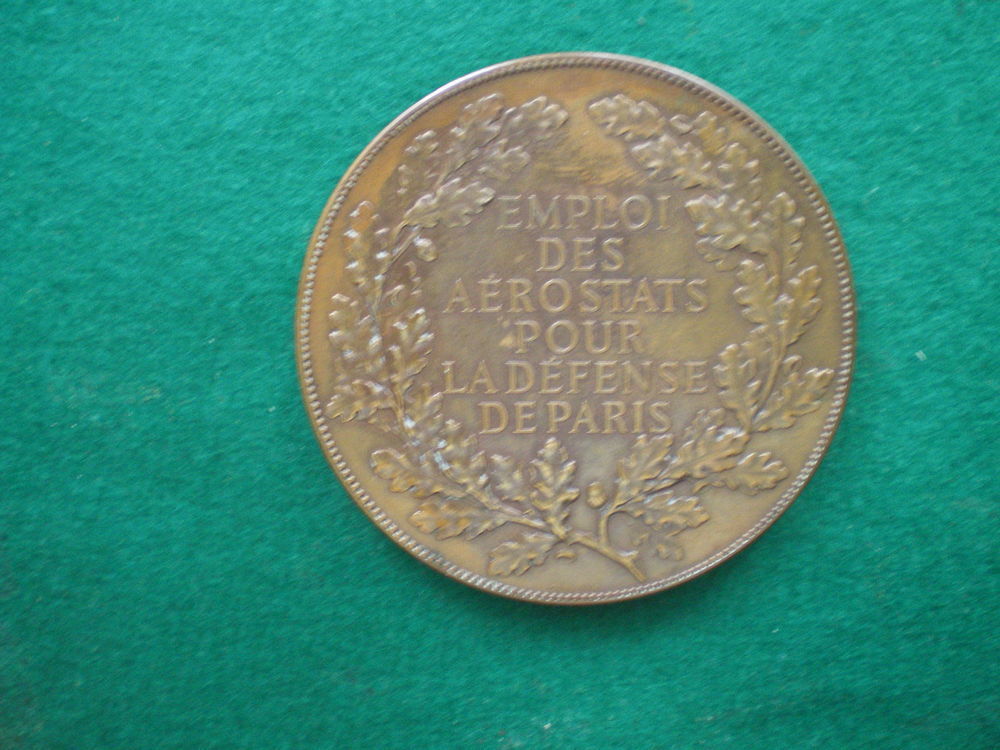 EMPLOI
DES
AÉROSTATS
POUR
LA DÉFENSE
DE PARIS